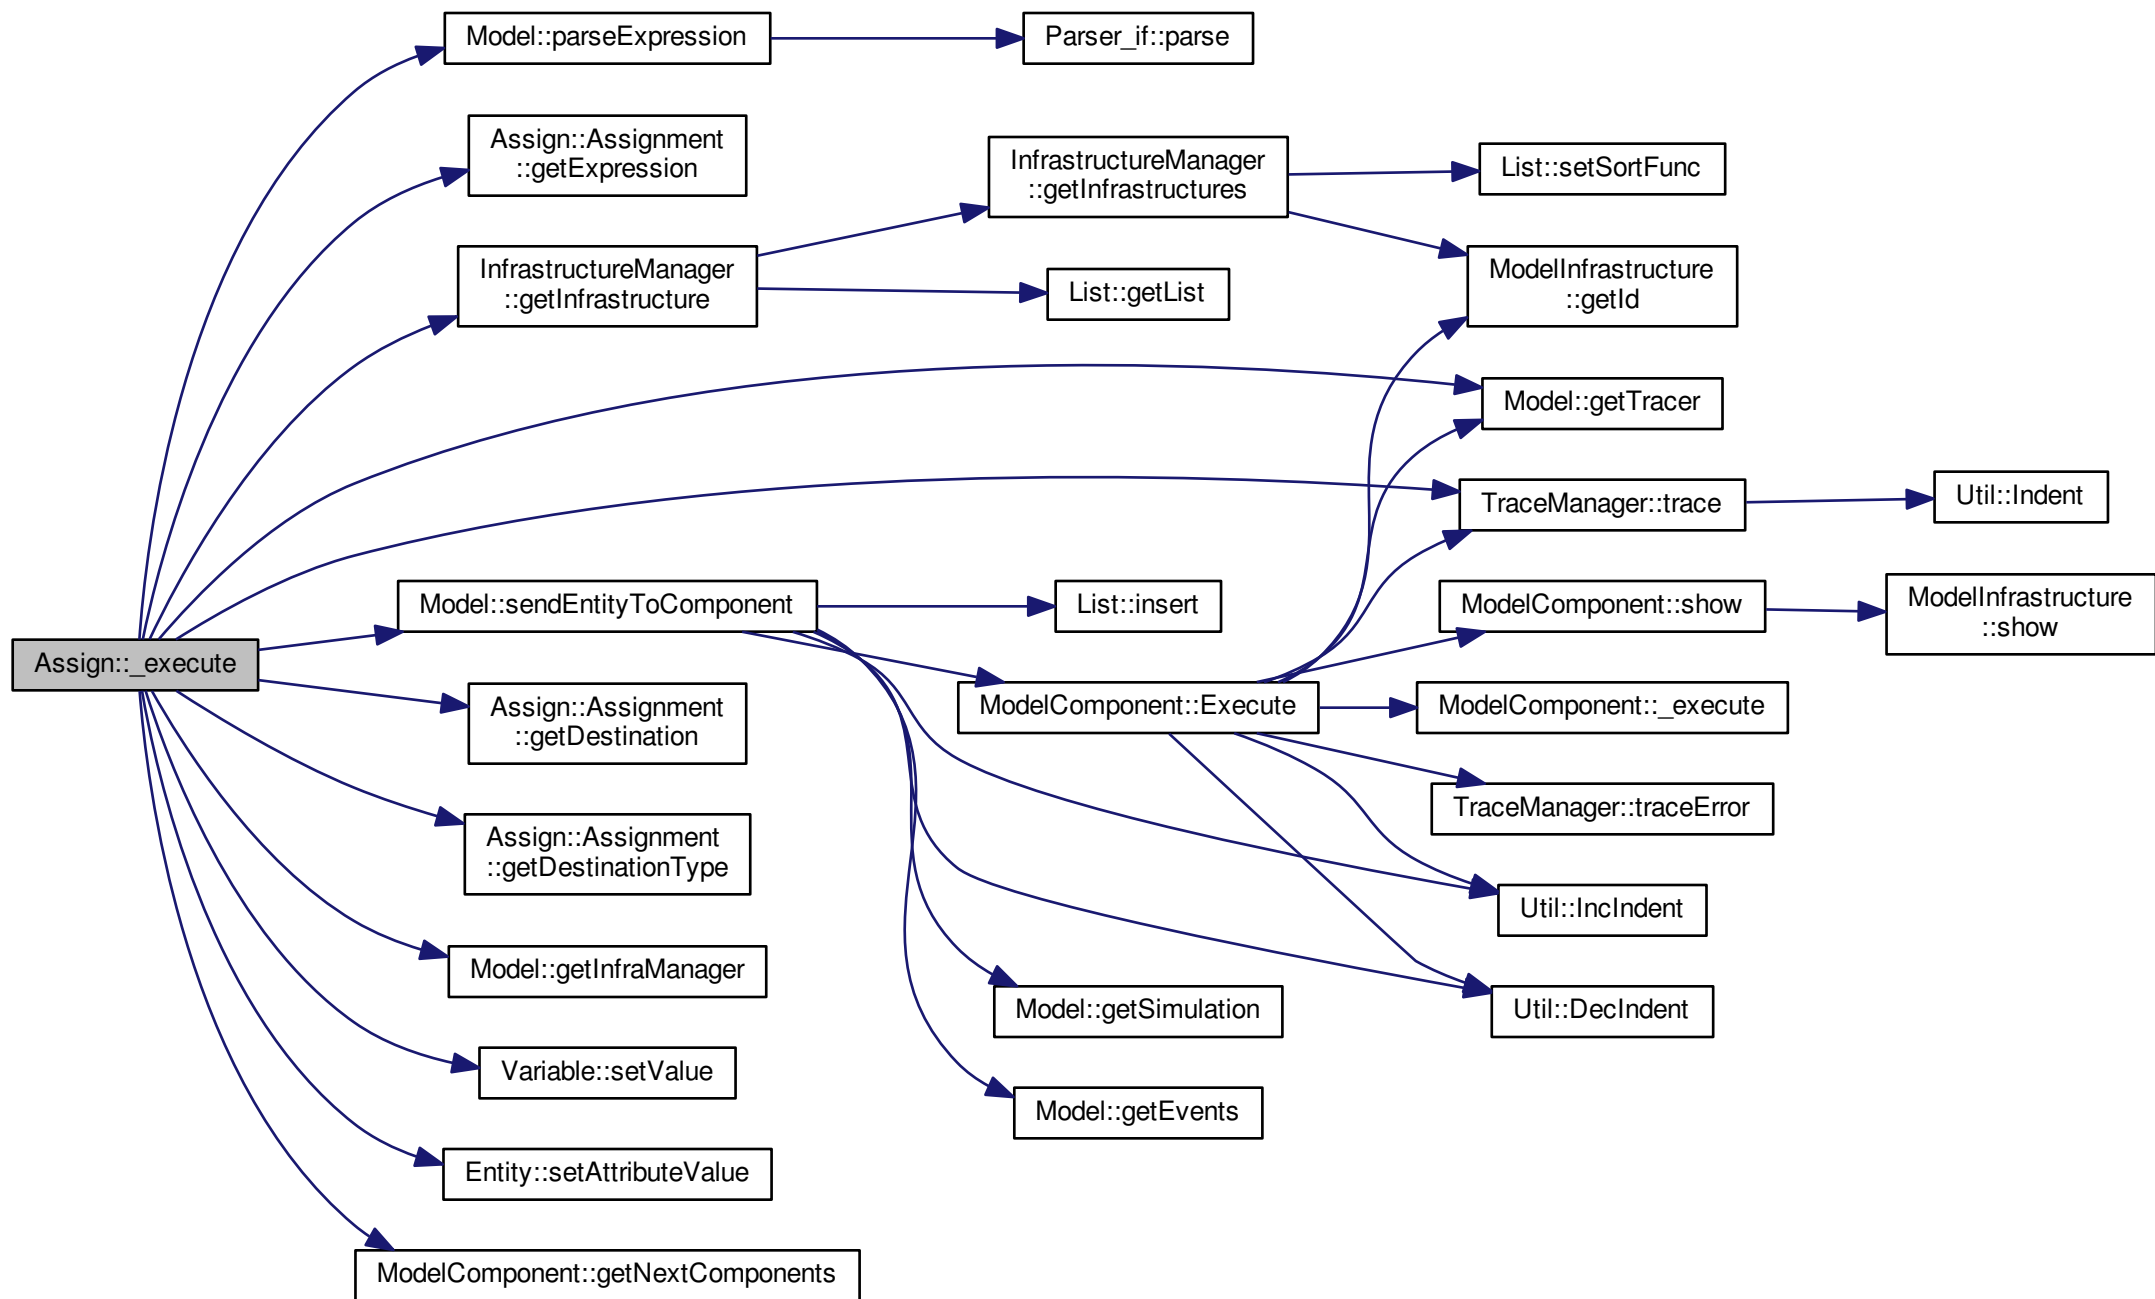 Model::parseExpression
Parser_if::parse
Assign::Assignment
::getExpression
InfrastructureManager
::getInfrastructures
List::setSortFunc
InfrastructureManager
::getInfrastructure
List::getList
ModelInfrastructure
::getId
Model::getTracer
TraceManager::trace
Util::Indent
Model::sendEntityToComponent
List::insert
ModelComponent::show
ModelInfrastructure
::show
Assign::_execute
Assign::Assignment
::getDestination
ModelComponent::Execute
ModelComponent::_execute
TraceManager::traceError
Assign::Assignment
::getDestinationType
Util::IncIndent
Model::getInfraManager
Model::getSimulation
Util::DecIndent
Variable::setValue
Model::getEvents
Entity::setAttributeValue
ModelComponent::getNextComponents